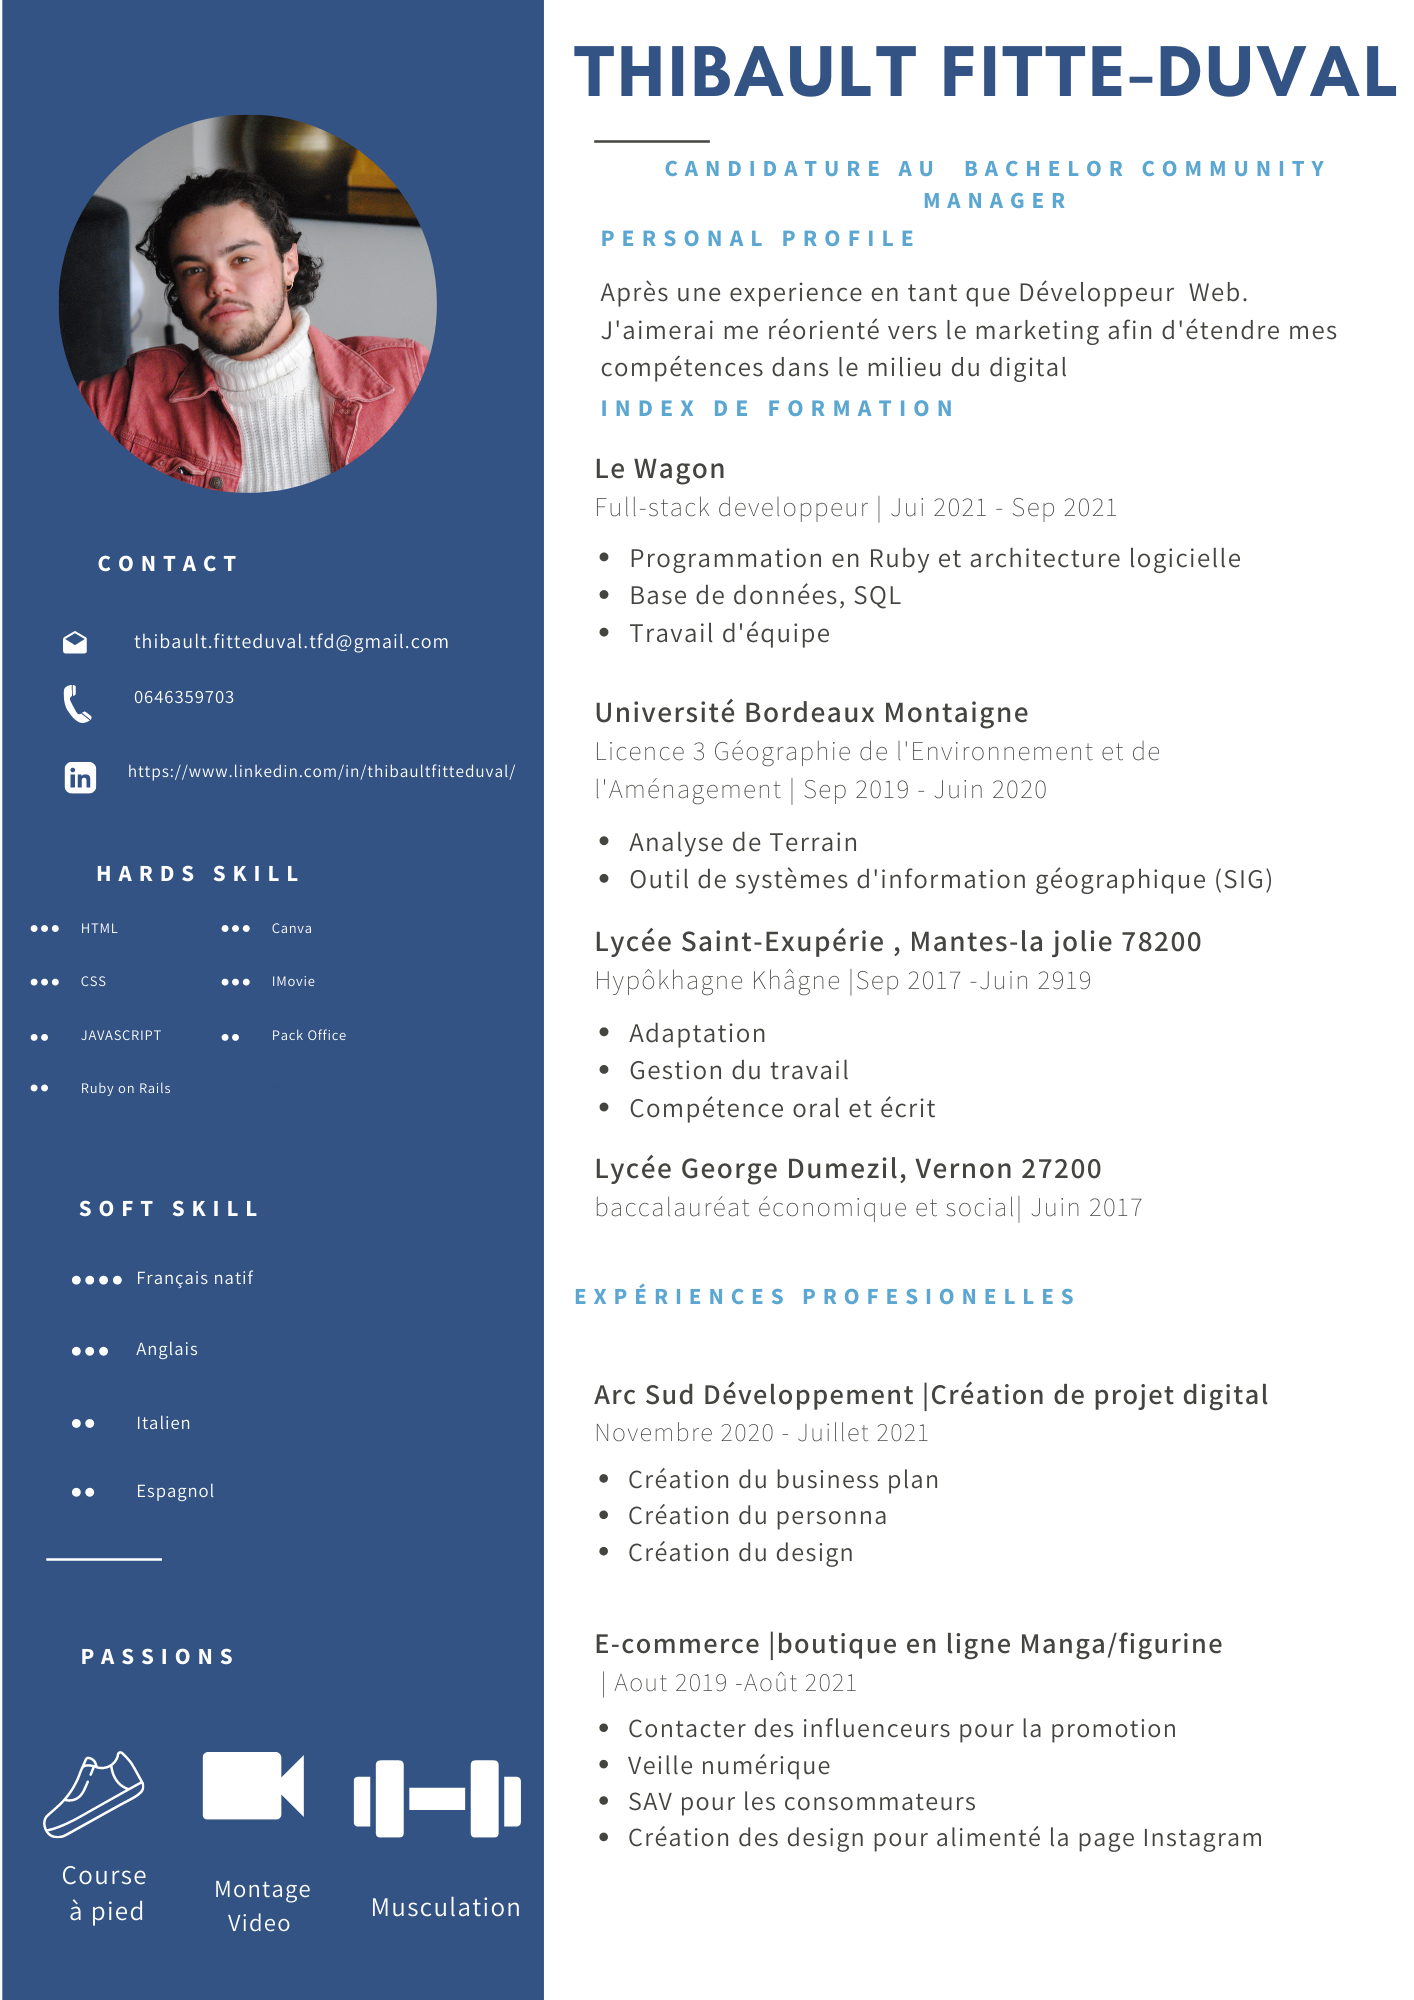 THIBAULT FITTE-DUVAL
CANDIDATURE AU BACHELOR COMMUNITY
MANAGER
PERSONAL PROFILE
Après une experience en tant que Développeur Web.
J'aimerai me réorienté vers le marketing afin d'étendre mes
compétences dans le milieu du digital
INDEX DE FORMATION
Le Wagon
Full-stack developpeur | Jui 2021 - Sep 2021
• Programmation en Ruby et architecture logicielle
• Base de données, SQL
• Travail d'équipe
Université Bordeaux Montaigne
Licence 3 Géographie de l'Environnement et de
l'Aménagement | Sep 2019 - Juin 2020
• Analyse de Terrain
• Outil de systèmes d'information géographique (SIG)
Lycée Saint-Exupérie , Mantes-la jolie 78200
Hypôkhagne Khâgne |Sep 2017 -Juin 2919
• Adaptation
• Gestion du travail
• Compétence oral et écrit
Lycée George Dumezil, Vernon 27200
baccalauréat économique et social| Juin 2017
EXPÉRIENCES PROFESIONELLES
Arc Sud Développement |Création de projet digital
Novembre 2020 - Juillet 2021
• Création du business plan
• Création du personna
• Création du design
E-commerce |boutique en ligne Manga/figurine
| Aout 2019 -Août 2021
• Contacter des influenceurs pour la promotion
• Veille numérique
• SAV pour les consommateurs
• Création des design pour alimenté la page Instagram
CONTACT
thibault.fitteduval.tfd@gmail.com
0646359703
in
https://www.linkedin.com/in/thibaultfitteduval/
HARDS SKILL
HTML
Canva
CSS
IMovie
JAVASCRIPT
Pack Office
Ruby on Rails
SOFT SKILL
Français natif
Anglais
Italien
Espagnol
PASSIONS
Course
à pied
Montage
Video
Musculation